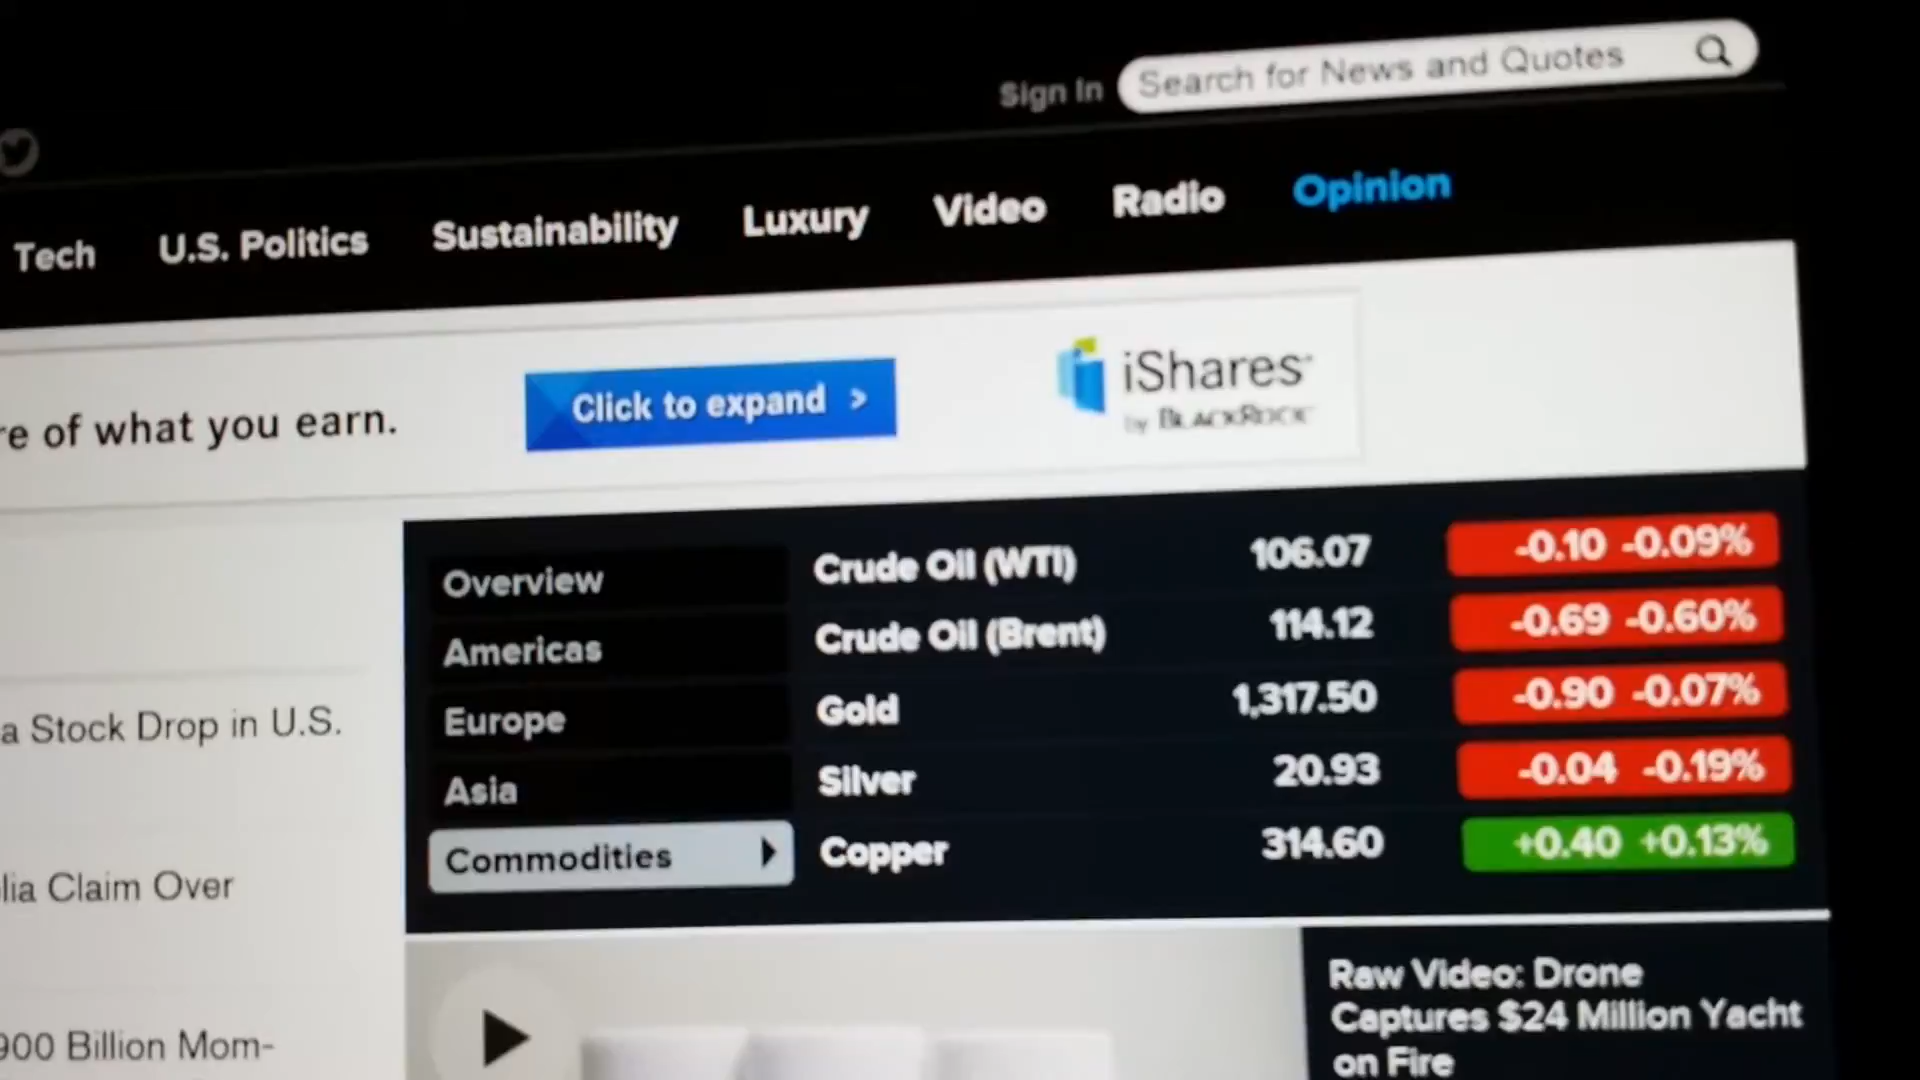 Sign In
Search for News and Quotes
Tech U.S. Politics Sustainability Luxury Video Radio Opinion
re of what you earn.
Click to expand >
iShares
by BLACKROCK
Overview
Americas
Europe
Asia
Commodities
Crude Oil (WTI) 106.07 -0.10 -0.09%
Crude Oil (Brent) 114.12 -0.69 -0.60%
Gold 1,317.50 -0.90 -0.07%
Silver 20.93 -0.04 -0.19%
Copper 314.60 +0.40 +0.13%
a Stock Drop in U.S.
lia Claim Over
900 Billion Mom-
Raw Video: Drone
Captures $24 Million Yacht
on Fire